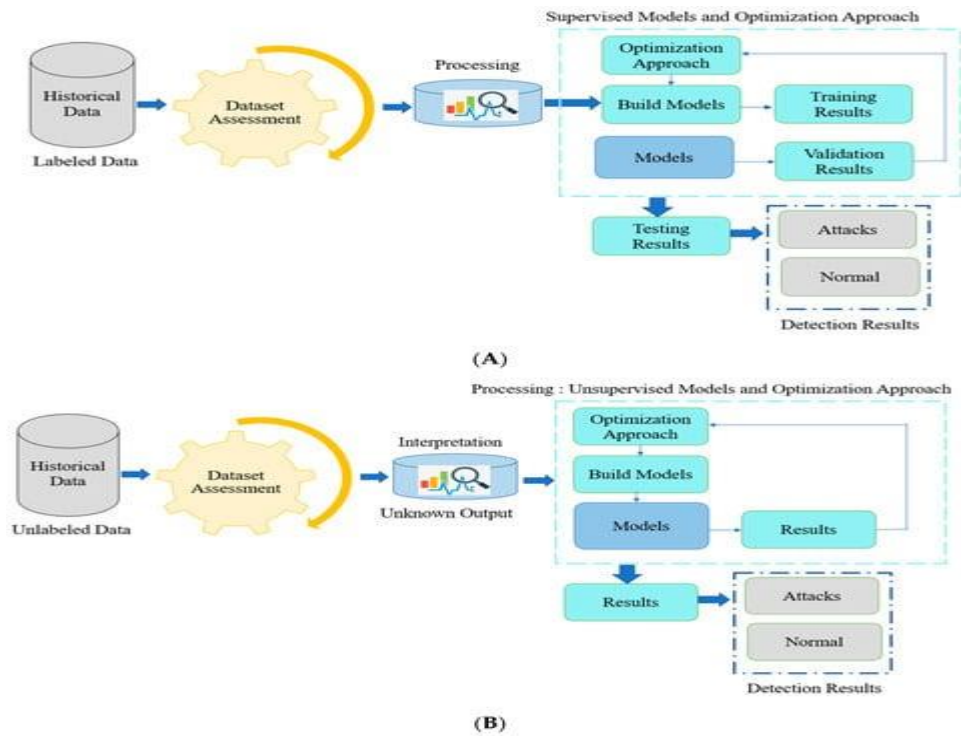 Supervised Models and Optimization Approach
Historical
Data
Labeled Data
Dataset
Assessment
Processing
Optimization
Approach
Build Models
Training
Results
Models
Validation
Results
Testing
Results
Attacks
Normal
Detection Results
(A)
Processing : Unsupervised Models and Optimization Approach
Historical
Data
Unlabeled Data
Dataset
Assessment
Interpretation
Unknown Output
Optimization
Approach
Build Models
Models
Results
Results
Attacks
Normal
Detection Results
(B)